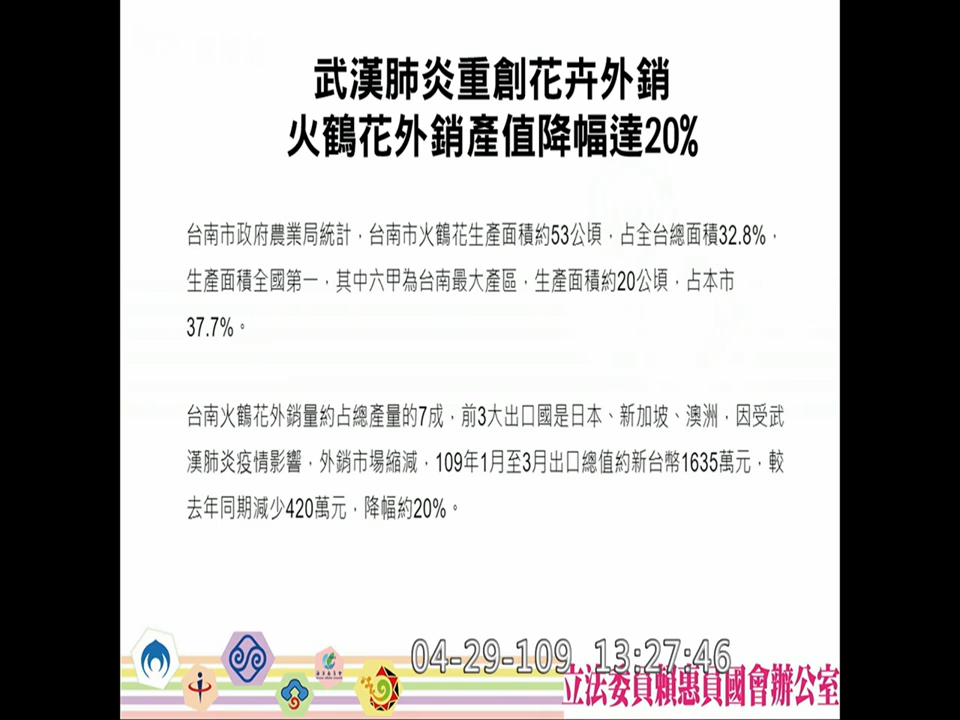 武漢肺炎重創花卉外銷
火鶴花外銷產值降幅達20%
台南市政府農業局統計，台南市火鶴花生產面積約53公頃，占全台總面積32.8%，
生產面積全國第一，其中六甲為台南最大產區，生產面積約20公頃，占本市
37.7%。
台南火鶴花外銷量約占總產量的7成，前3大出口國是日本、新加坡、澳洲，因受武
漢肺炎疫情影響，外銷市場縮減，109年1月至3月出口總值約新台幣1635萬元，較
去年同期減少420萬元，降幅約20%。
04-29-109 13:27:46
立法委員賴惠員國會辦公室